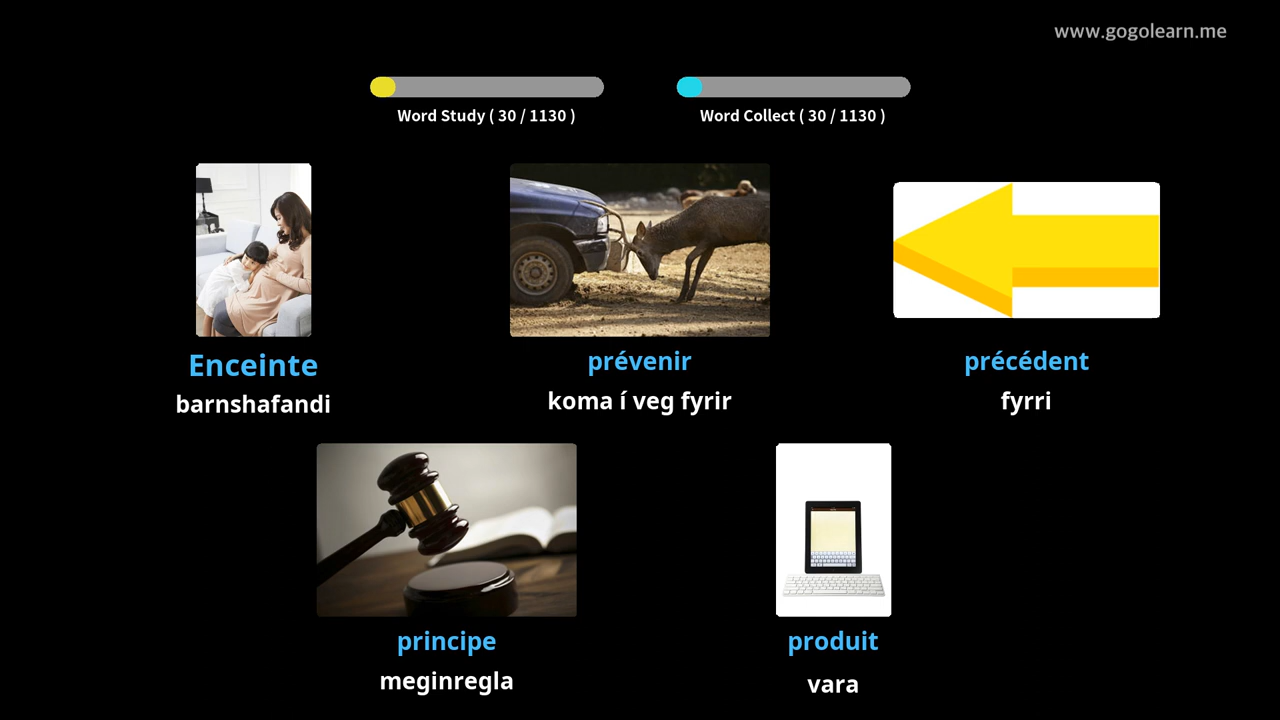 www.gogolearn.me
Word Study ( 30 / 1130 )
Word Collect ( 30 / 1130 )
Enceinte
barnshafandi
prévenir
koma í veg fyrir
précédent
fyrri
principe
meginregla
produit
vara